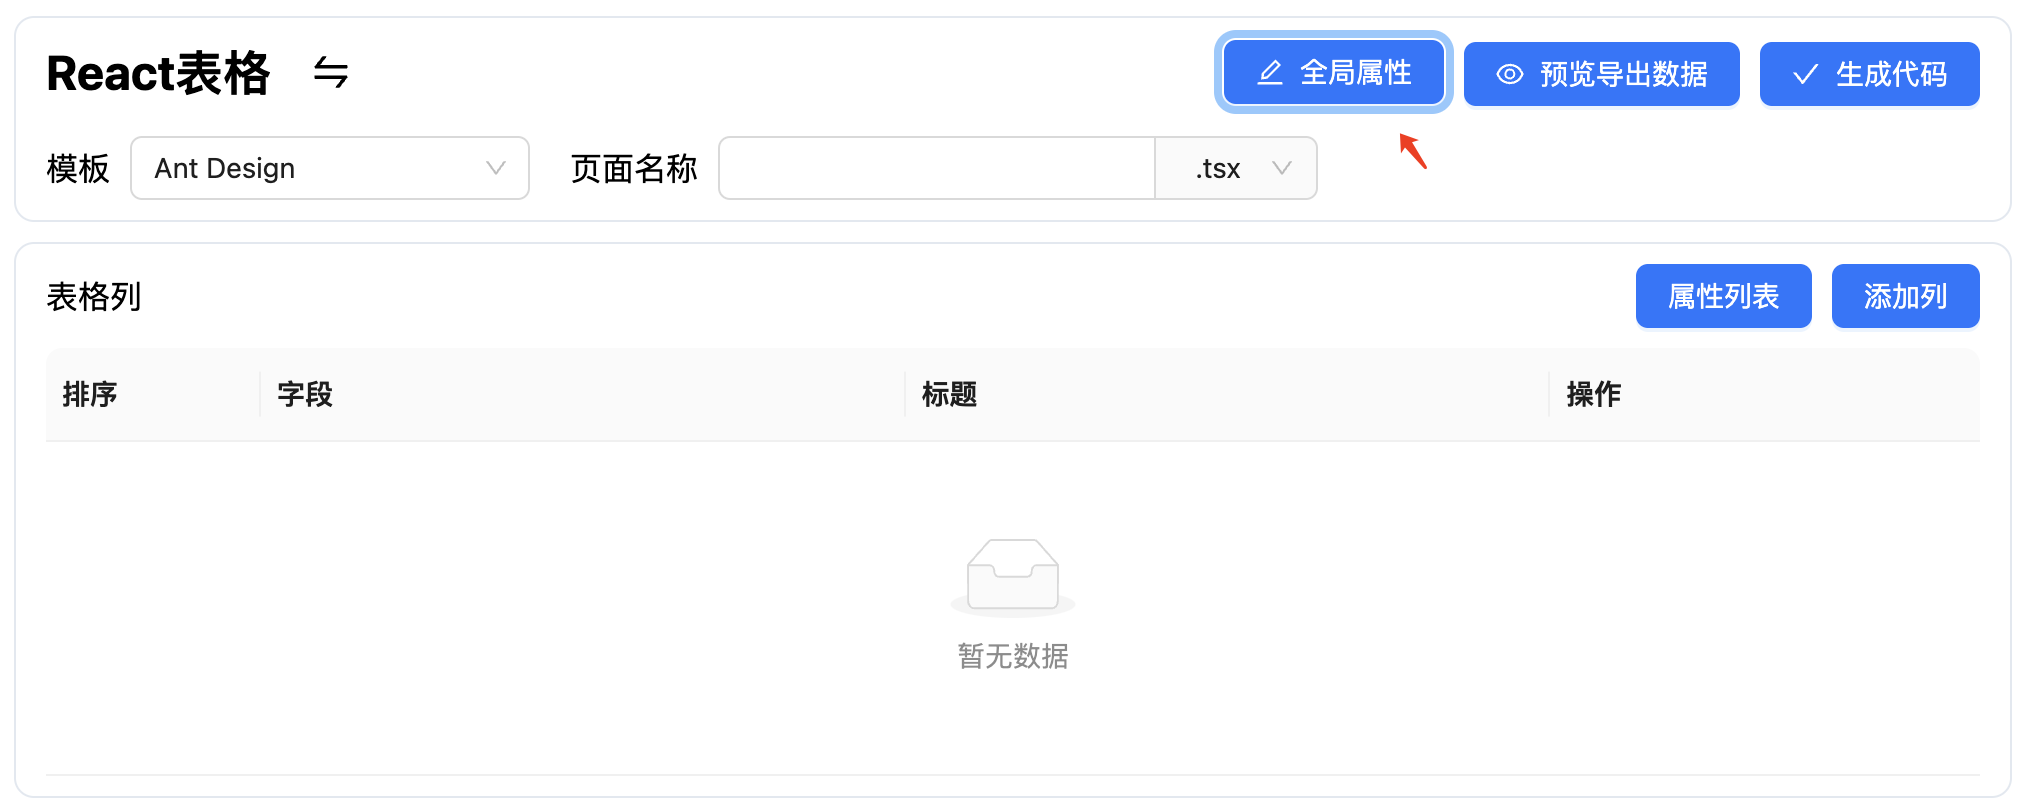 React表格
全局属性 预览导出数据 生成代码
模板 Ant Design 页面名称 .tsx
表格列 属性列表 添加列
排序 字段 标题 操作
暂无数据